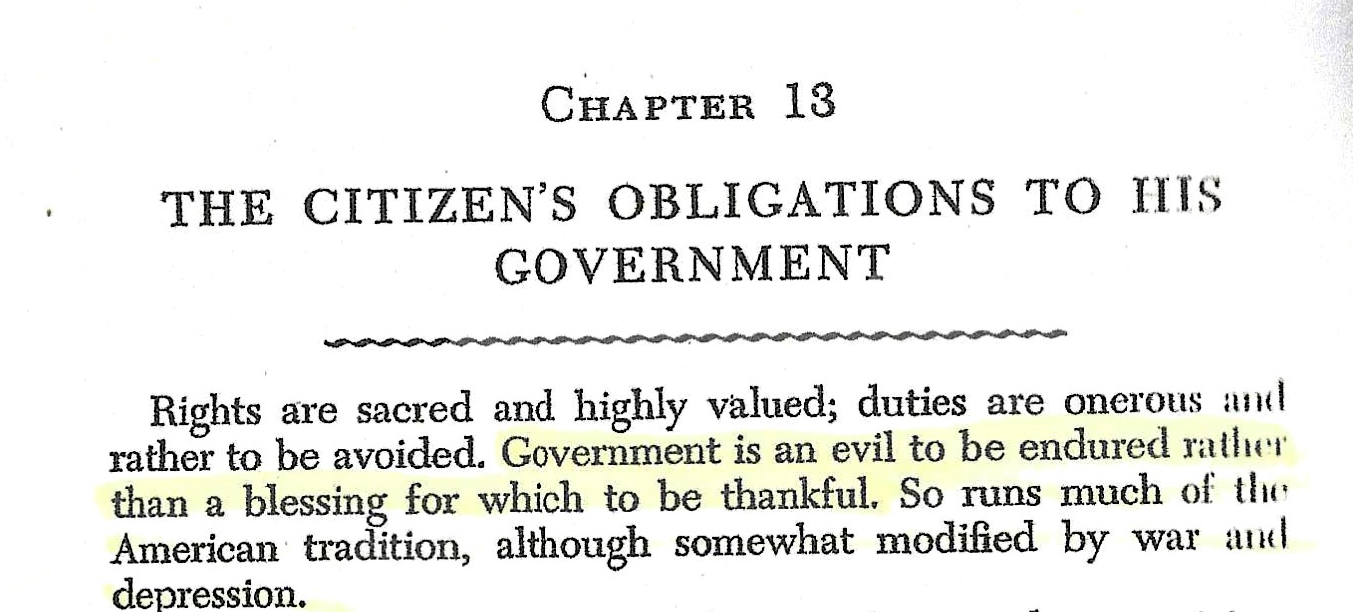 CHAPTER 13
THE CITIZEN'S OBLIGATIONS TO HIS
GOVERNMENT
Rights are sacred and highly valued; duties are onerous and
rather to be avoided. Government is an evil to be endured rather
than a blessing for which to be thankful. So runs much of the
American tradition, although somewhat modified by war and
depression.